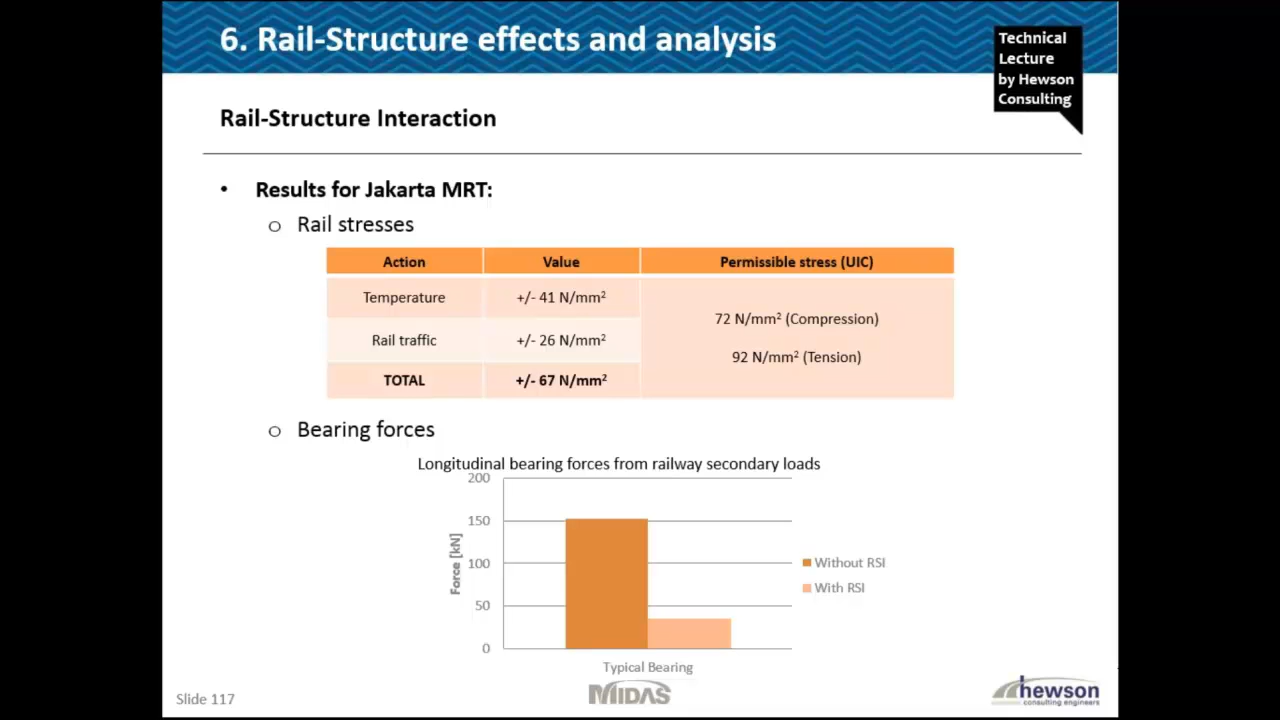 6. Rail-Structure effects and analysis
Technical
Lecture
by Hewson
Consulting
Rail-Structure Interaction
• Results for Jakarta MRT:
o Rail stresses
Action Value Permissible stress (UIC)
Temperature +/- 41 N/mm²
72 N/mm² (Compression)
Rail traffic +/- 26 N/mm²
92 N/mm² (Tension)
TOTAL +/- 67 N/mm²
o Bearing forces
Longitudinal bearing forces from railway secondary loads
200
150
100
50
0
Force [kN]
Without RSI
With RSI
Typical Bearing
Slide 117
MIDAS
hewson
consulting engineers